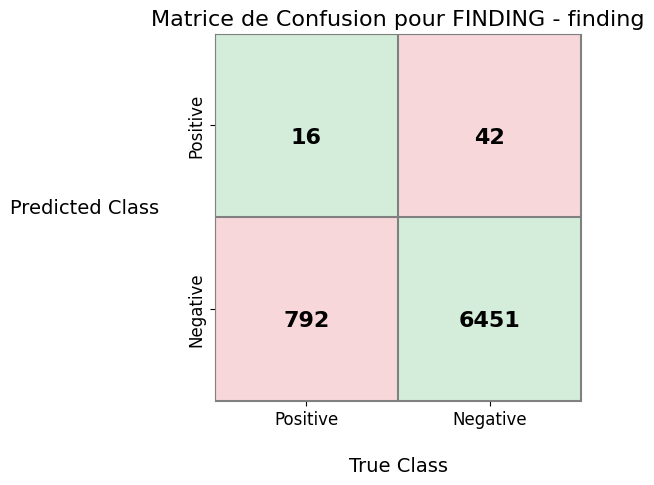 Matrice de Confusion pour FINDING - finding
Positive
16
42
Predicted Class
Negative
792
6451
Positive
Negative
True Class